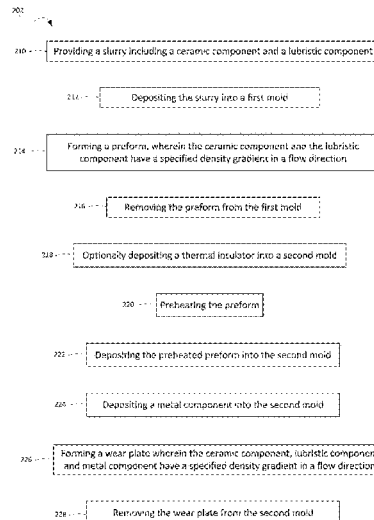 202
210 Providing a slurry including a ceramic component and a lubristic component
212 Depositing the slurry into a first mold
214 Forming a preform, wherein the ceramic component and the lubristic
component have a specified density gradient in a flow direction
216 Removing the preform from the first mold
218 Optionally depositing a thermal insulator into a second mold
220 Preheating the preform
222 Depositing the preheated preform into the second mold
224 Depositing a metal component into the second mold
226 Forming a wear plate wherein the ceramic component, lubristic component
and metal component have a specified density gradient in a flow direction
228 Removing the wear plate from the second mold